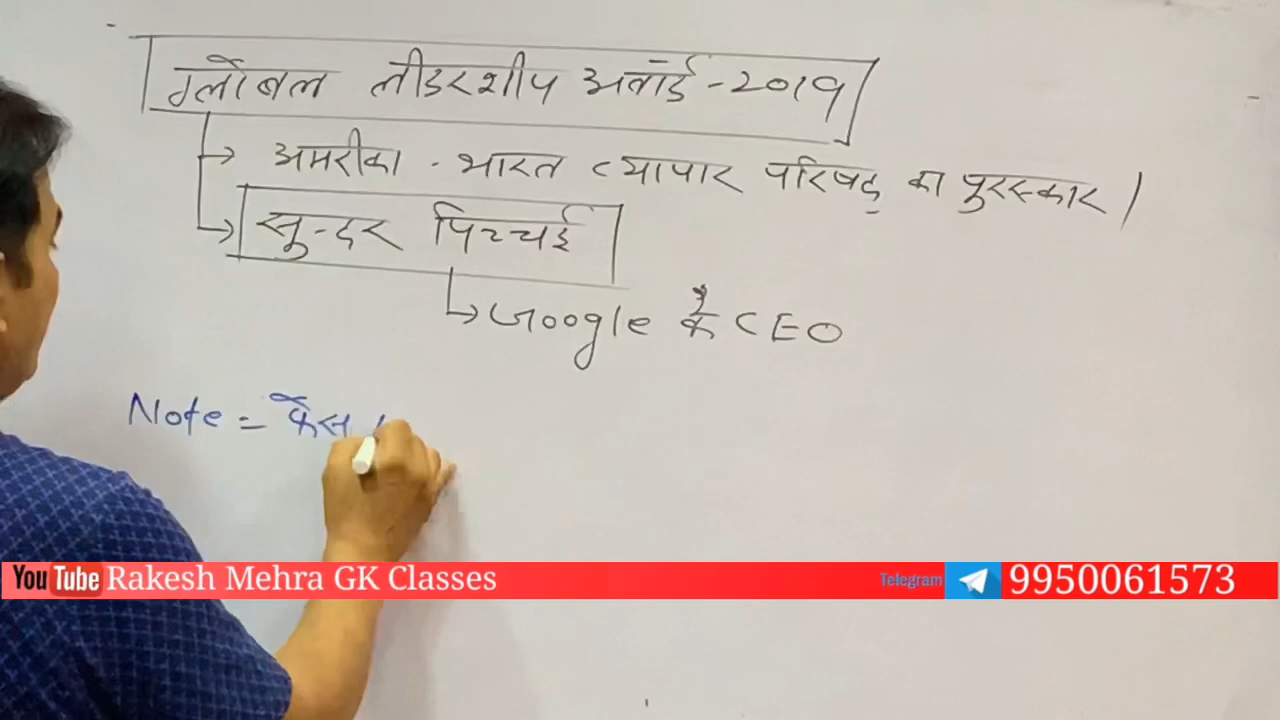 ग्लोबल लीडरशीप अवॉर्ड - 2019
→ अमरीका - भारत व्यापार परिषद् का पुरस्कार |
→ सुन्दर पिच्चई
→ Google के CEO
Note =
YouTube Rakesh Mehra GK Classes
Telegram 9950061573